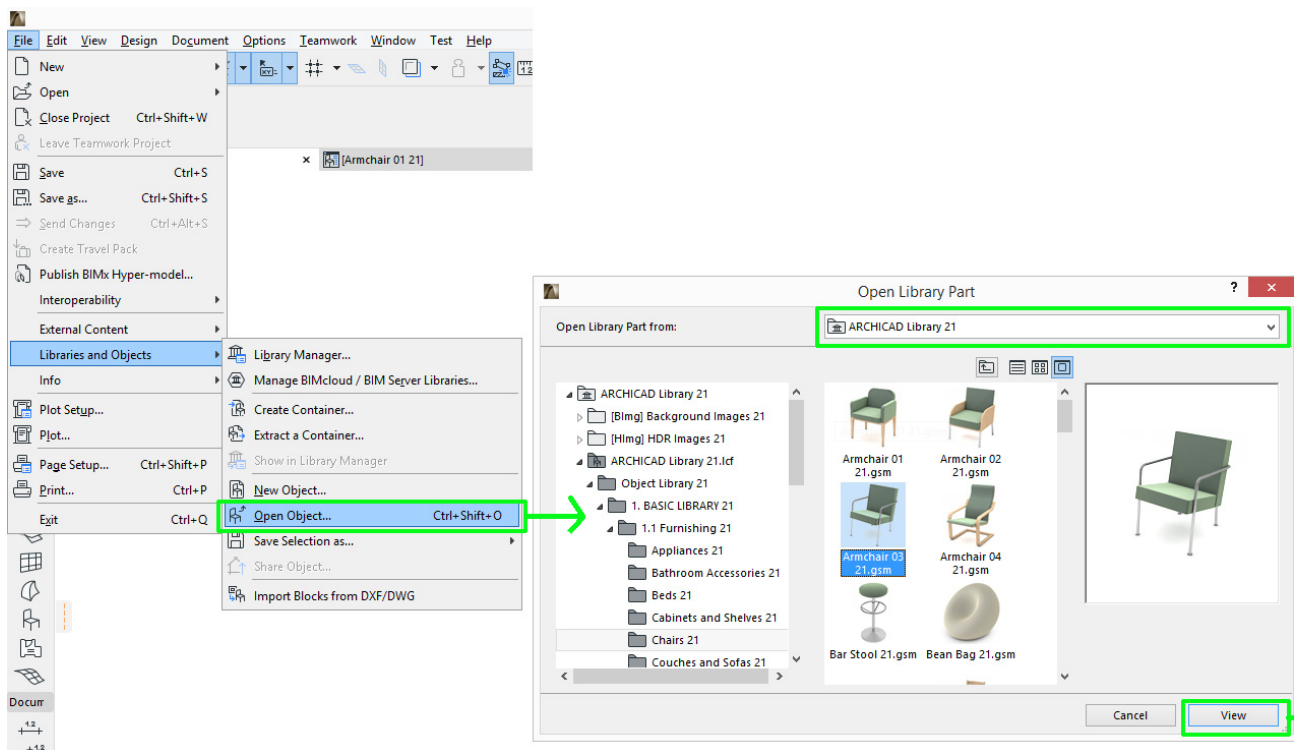 File Edit View Design Document Options Teamwork Window Test Help
New
Open
Close Project Ctrl+Shift+W
Leave Teamwork Project
[Armchair 01 21]
Save Ctrl+S
Save as... Ctrl+Shift+S
Send Changes Ctrl+Alt+S
Create Travel Pack
Publish BIMx Hyper-model...
Interoperability
External Content
Libraries and Objects
Info
Plot Setup...
Plot...
Page Setup... Ctrl+Shift+P
Print... Ctrl+P
Exit Ctrl+Q
Library Manager...
Manage BIMcloud / BIM Server Libraries...
Create Container...
Extract a Container...
Show in Library Manager
New Object...
Open Object... Ctrl+Shift+O
Save Selection as...
Share Object...
Import Blocks from DXF/DWG
Docum
1.2
+1.2
Open Library Part
Open Library Part from: ARCHICAD Library 21
ARCHICAD Library 21
[BImg] Background Images 21
[HImg] HDR Images 21
ARCHICAD Library 21.lcf
Object Library 21
1. BASIC LIBRARY 21
1.1 Furnishing 21
Appliances 21
Bathroom Accessories 21
Beds 21
Cabinets and Shelves 21
Chairs 21
Couches and Sofas 21
Armchair 01
21.gsm
Armchair 02
21.gsm
Armchair 03
21.gsm
Armchair 04
21.gsm
Bar Stool 21.gsm
Bean Bag 21.gsm
Cancel
View